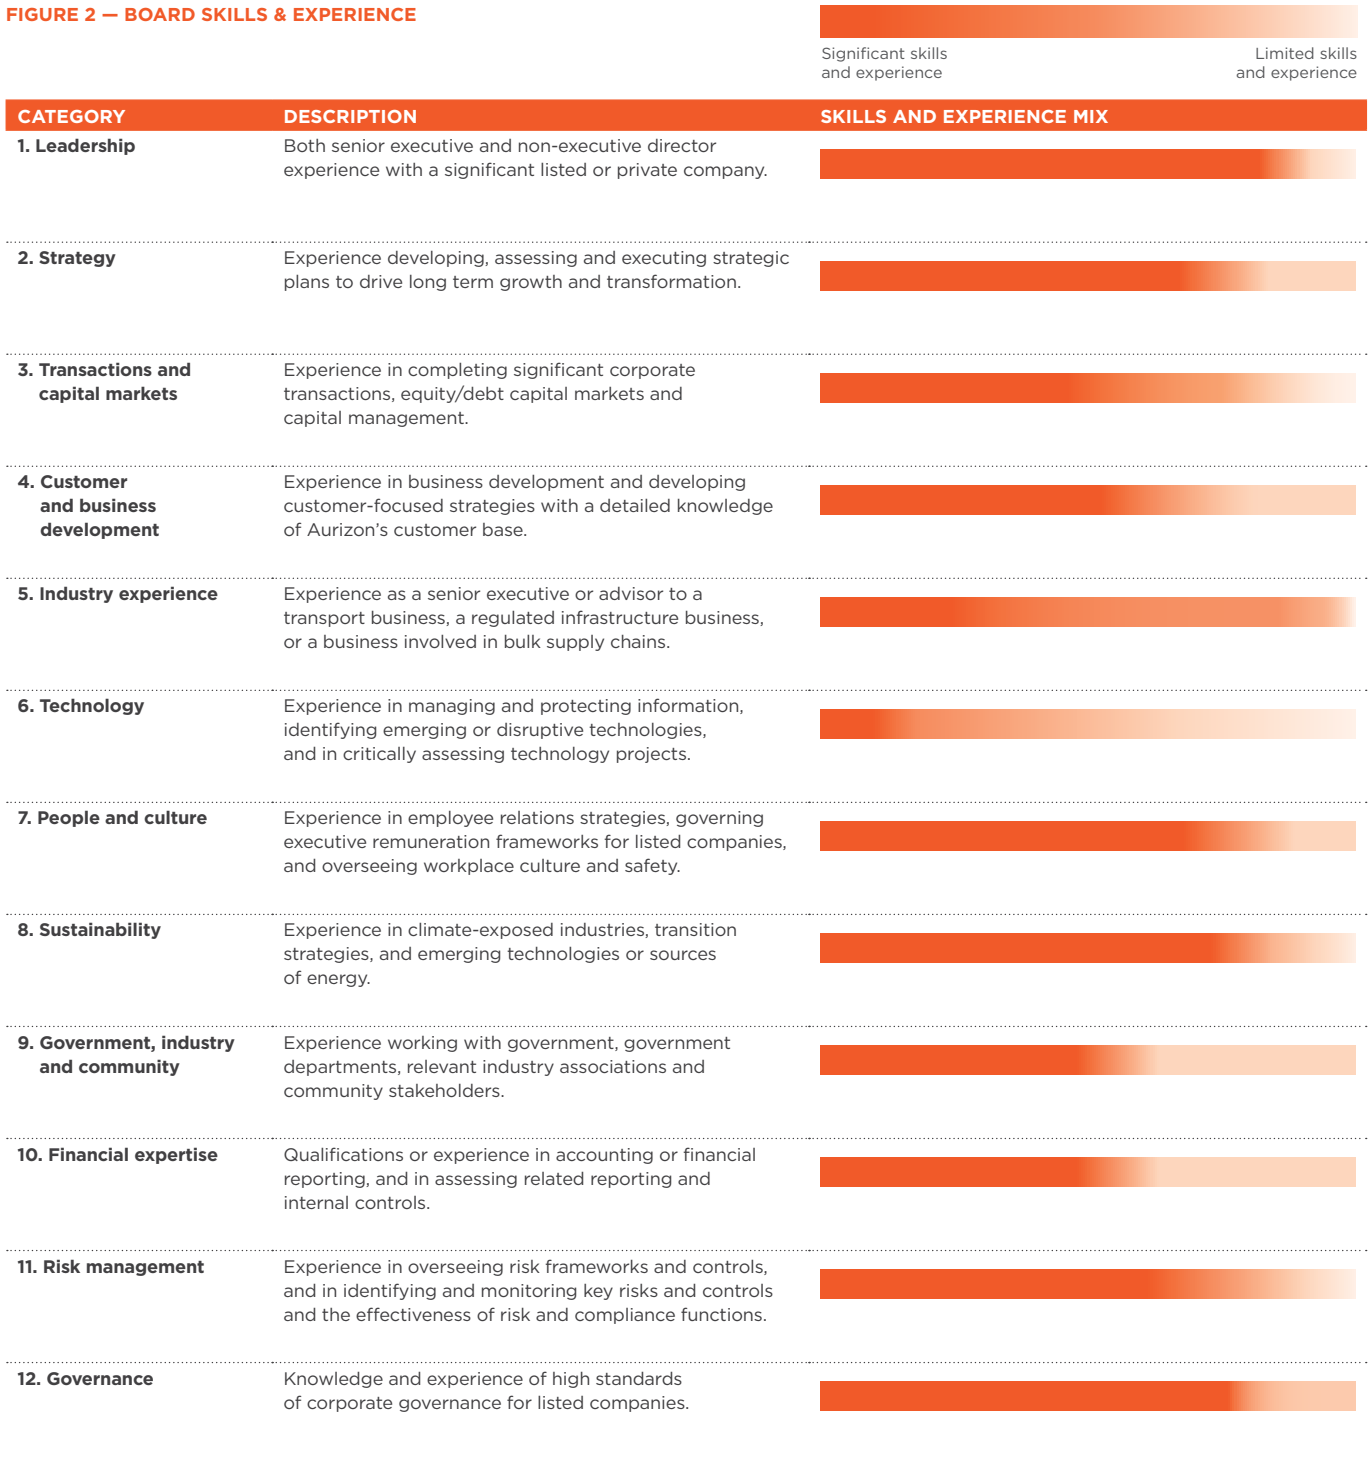 FIGURE 2 — BOARD SKILLS & EXPERIENCE
Significant skills
and experience
Limited skills
and experience
CATEGORY DESCRIPTION SKILLS AND EXPERIENCE MIX
1. Leadership
Both senior executive and non-executive director
experience with a significant listed or private company.
2. Strategy
Experience developing, assessing and executing strategic
plans to drive long term growth and transformation.
3. Transactions and
capital markets
Experience in completing significant corporate
transactions, equity/debt capital markets and
capital management.
4. Customer
and business
development
Experience in business development and developing
customer-focused strategies with a detailed knowledge
of Aurizon’s customer base.
5. Industry experience
Experience as a senior executive or advisor to a
transport business, a regulated infrastructure business,
or a business involved in bulk supply chains.
6. Technology
Experience in managing and protecting information,
identifying emerging or disruptive technologies,
and in critically assessing technology projects.
7. People and culture
Experience in employee relations strategies, governing
executive remuneration frameworks for listed companies,
and overseeing workplace culture and safety.
8. Sustainability
Experience in climate-exposed industries, transition
strategies, and emerging technologies or sources
of energy.
9. Government, industry
and community
Experience working with government, government
departments, relevant industry associations and
community stakeholders.
10. Financial expertise
Qualifications or experience in accounting or financial
reporting, and in assessing related reporting and
internal controls.
11. Risk management
Experience in overseeing risk frameworks and controls,
and in identifying and monitoring key risks and controls
and the effectiveness of risk and compliance functions.
12. Governance
Knowledge and experience of high standards
of corporate governance for listed companies.